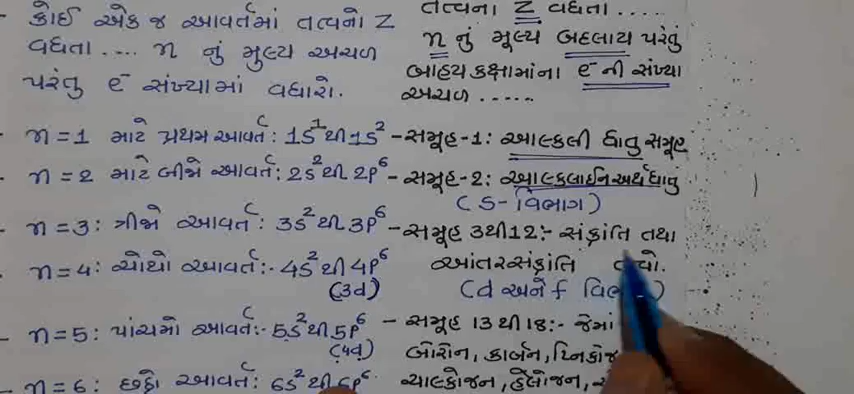 - કોઈ એક જ આવર્તમાં તત્વનો Z
વધતા .... n નું મુલ્ય અચળ
પરંતુ e⁻ સંખ્યામાં વધારો.
- n=1 માટે પ્રથમ આવર્ત : 1s¹ થી 1s²
- n=2 માટે બીજો આવર્ત : 2s² થી 2p⁶
- n=3 : ત્રીજો આવર્ત : 3s² થી 3p⁶
- n=4 : ચોથો આવર્ત :- 4s² થી 4p⁶
(3d)
- n=5 : પાંચમો આવર્ત :- 5s² થી 5p⁶
(4d)
- n=6 : છઠ્ઠો આવર્ત : 6s² થી 6p⁶
તત્વના Z વધતા .....
n નું મુલ્ય બદલાય પરંતુ
બાહ્ય કક્ષામાંના e⁻ ની સંખ્યા
અચળ ......
- સમૂહ-1 : આલ્કલી ધાતુ સમૂહ
- સમૂહ-2 : આલ્કલાઈન અર્થધાતુ
(S-વિભાગ)
- સમૂહ 3 થી 12 :- સંક્રાંતિ તથા
આંતરસંક્રાંતિ
(d અને f
- સમૂહ 13 થી 18 :- જેમાં
બોરોન, કાર્બન, નિકોજ
ચાલ્કોજન, હેલોજન,